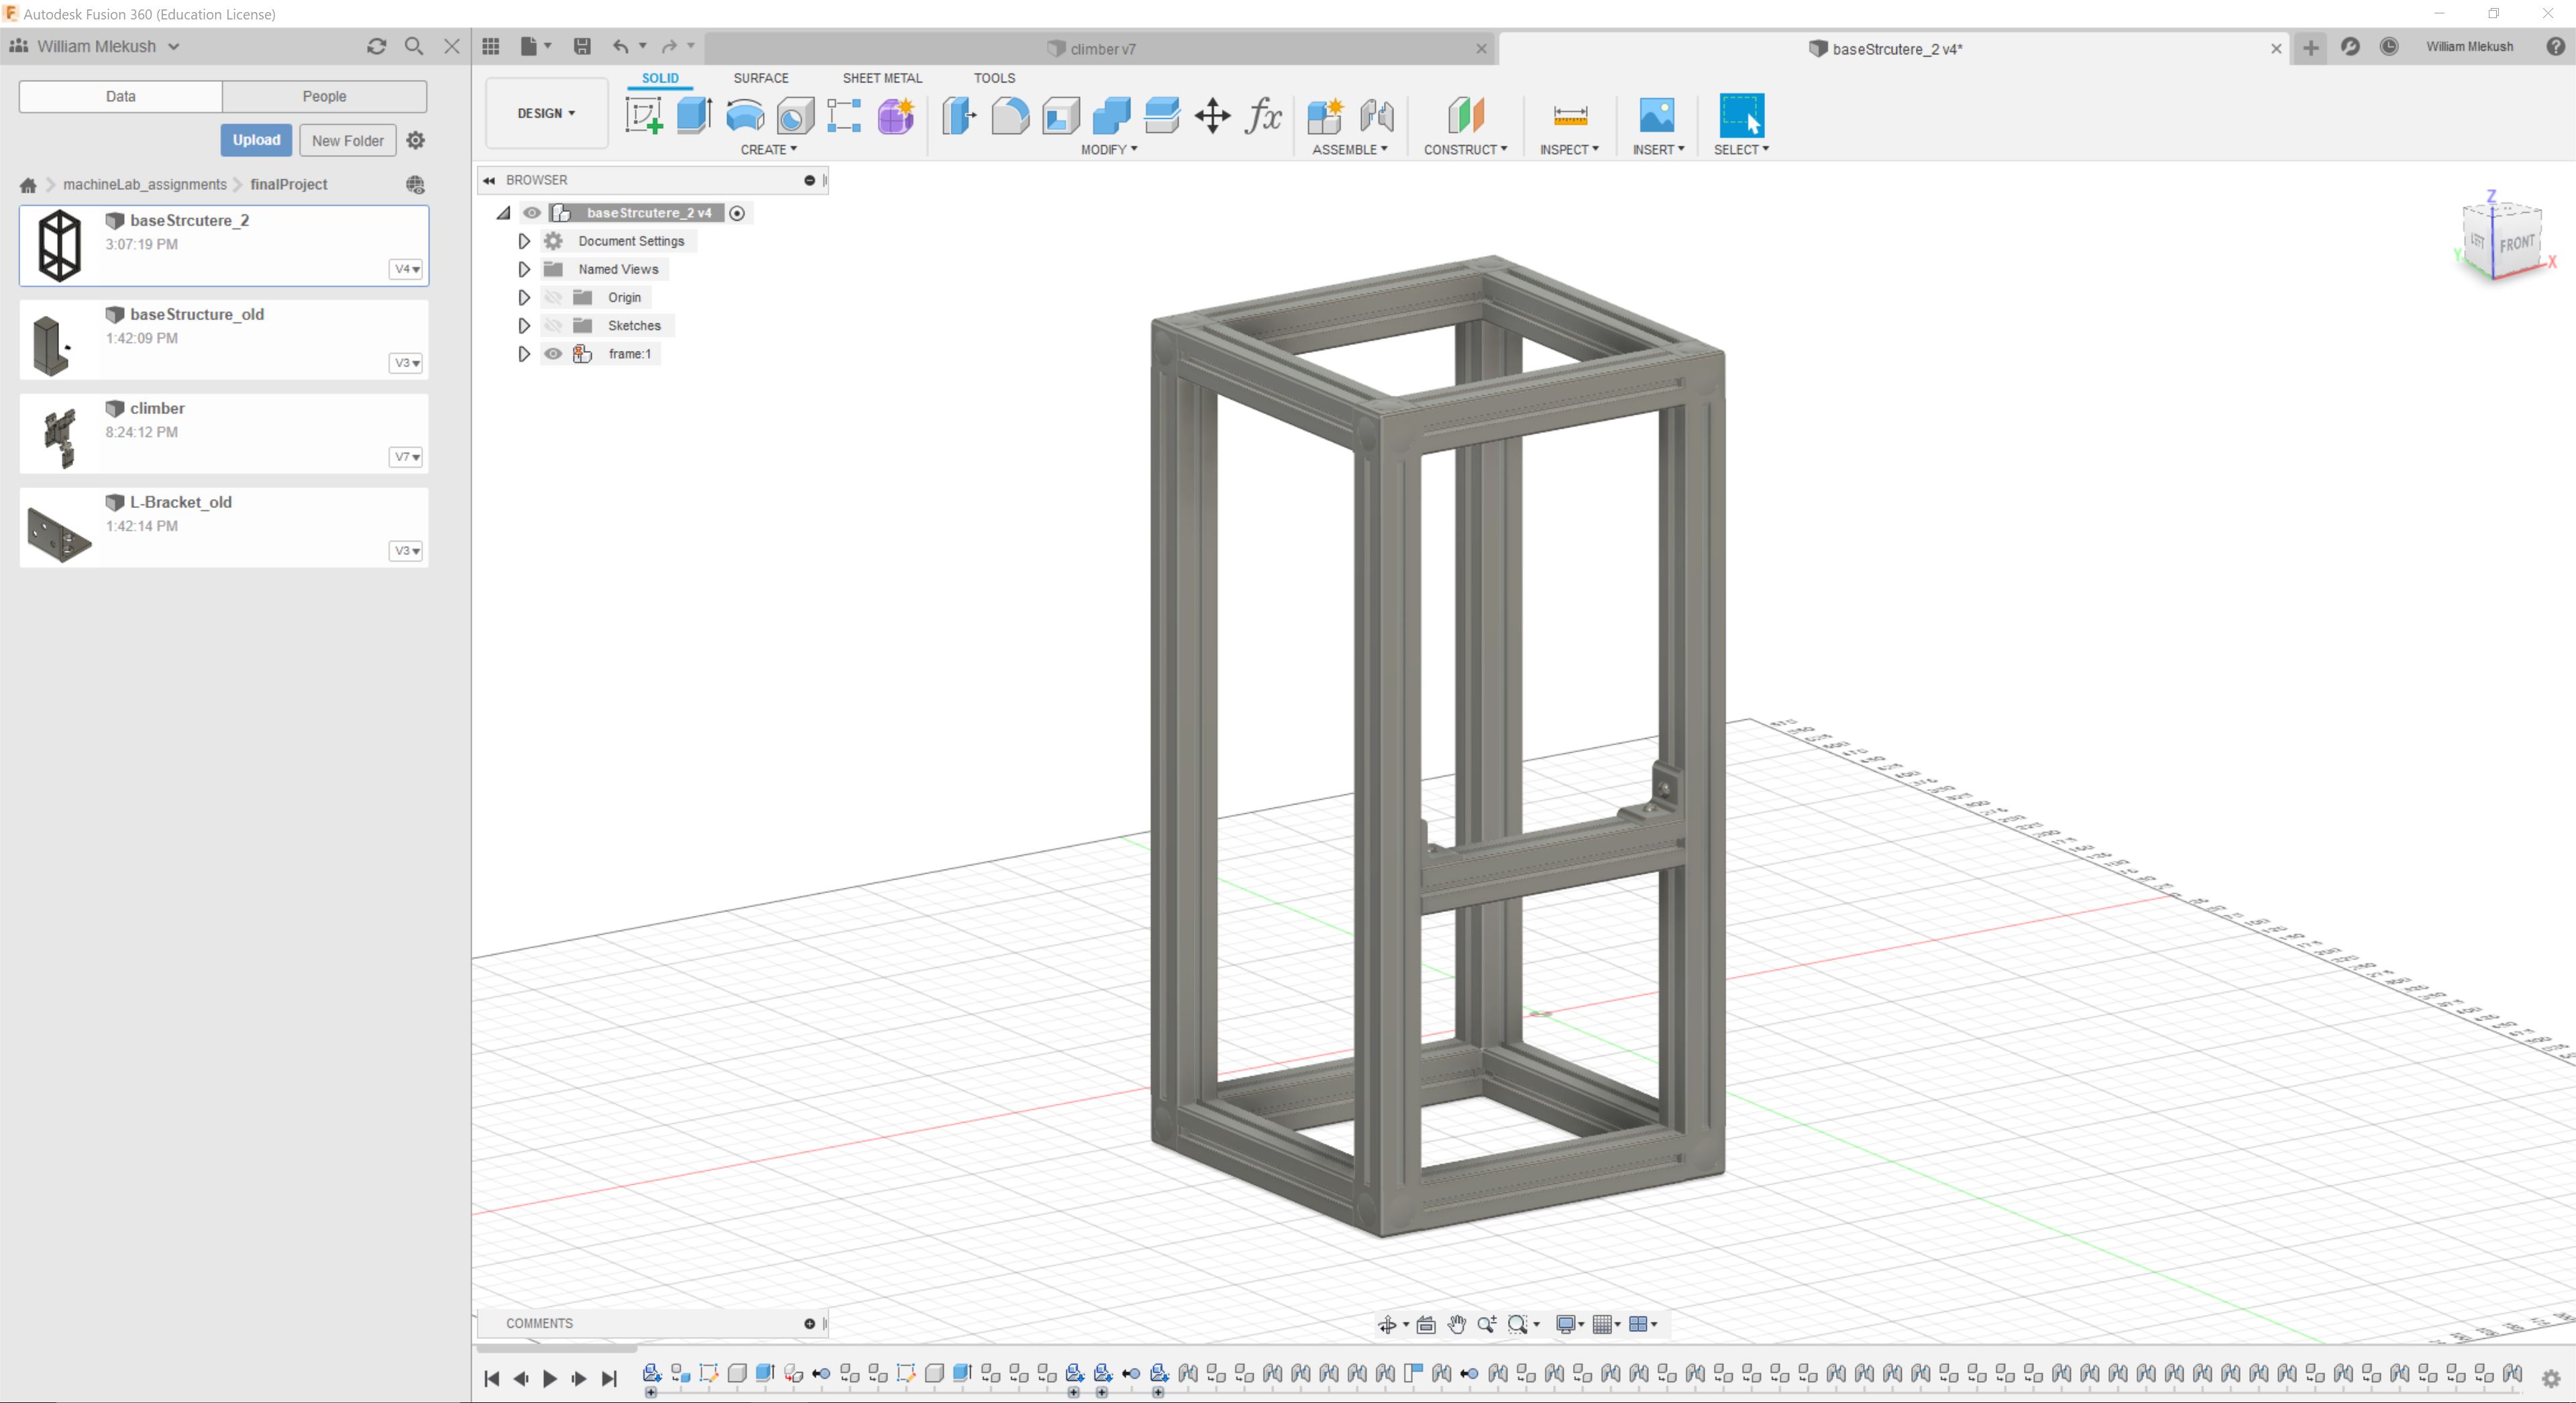 Autodesk Fusion 360 (Education License)
William Mlekush
climber v7
baseStrcutere_2 v4*
William Mlekush
Data
People
Upload
New Folder
machineLab_assignments
finalProject
baseStrcutere_2
3:07:19 PM
V4
baseStructure_old
1:42:09 PM
V3
climber
8:24:12 PM
V7
L-Bracket_old
1:42:14 PM
V3
DESIGN
SOLID
SURFACE
SHEET METAL
TOOLS
CREATE
MODIFY
ASSEMBLE
CONSTRUCT
INSPECT
INSERT
SELECT
BROWSER
baseStrcutere_2 v4
Document Settings
Named Views
Origin
Sketches
frame:1
Z
LEFT
FRONT
Y
X
COMMENTS